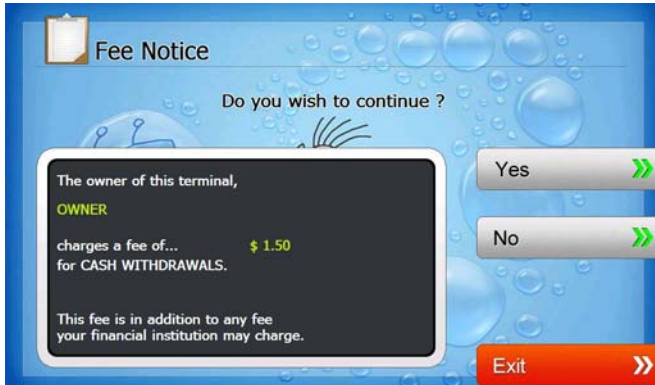 Fee Notice
Do you wish to continue ?
The owner of this terminal,
OWNER
charges a fee of... $ 1.50
for CASH WITHDRAWALS.
This fee is in addition to any fee
your financial institution may charge.
Yes
No
Exit